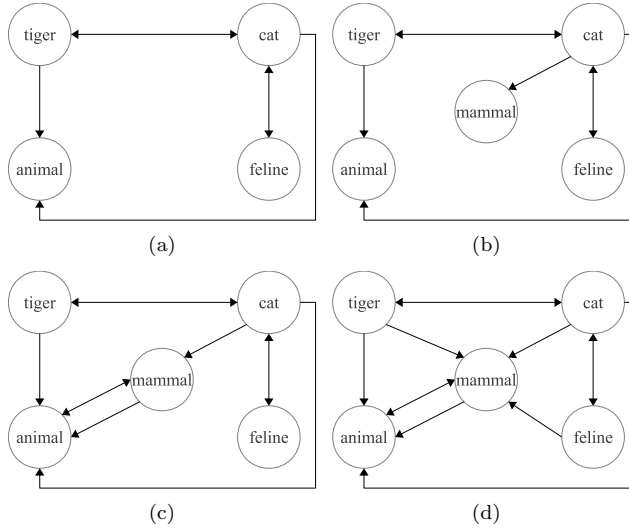 tiger cat tiger cat
mammal
animal feline animal feline
(a) (b)
tiger cat tiger cat
mammal mammal
animal feline animal feline
(c) (d)